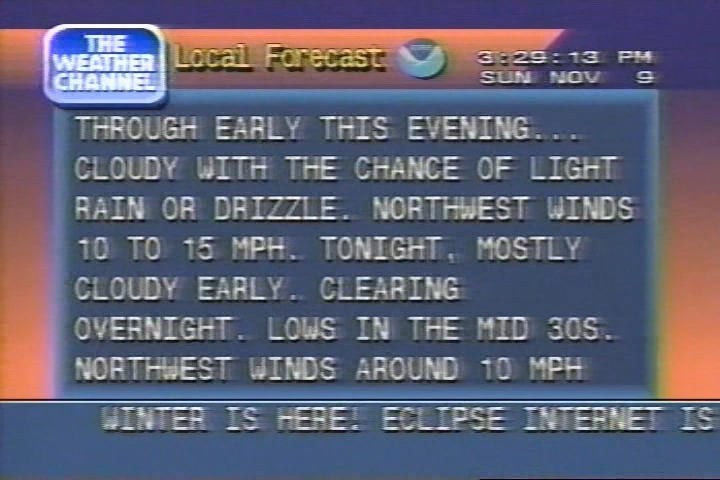 THE
WEATHER
CHANNEL
Local Forecast
3:29:13 PM
SUN NOV 9
THROUGH EARLY THIS EVENING...
CLOUDY WITH THE CHANCE OF LIGHT
RAIN OR DRIZZLE. NORTHWEST WINDS
10 TO 15 MPH. TONIGHT, MOSTLY
CLOUDY EARLY. CLEARING
OVERNIGHT. LOWS IN THE MID 30S.
NORTHWEST WINDS AROUND 10 MPH
WINTER IS HERE! ECLIPSE INTERNET IS